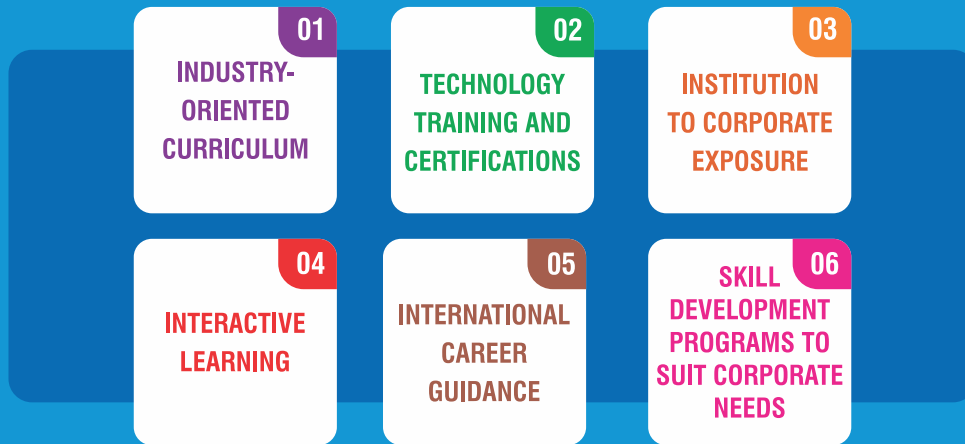 01
INDUSTRY-
ORIENTED
CURRICULUM
02
TECHNOLOGY
TRAINING AND
CERTIFICATIONS
03
INSTITUTION
TO CORPORATE
EXPOSURE
04
INTERACTIVE
LEARNING
05
INTERNATIONAL
CAREER
GUIDANCE
06
SKILL
DEVELOPMENT
PROGRAMS TO
SUIT CORPORATE
NEEDS